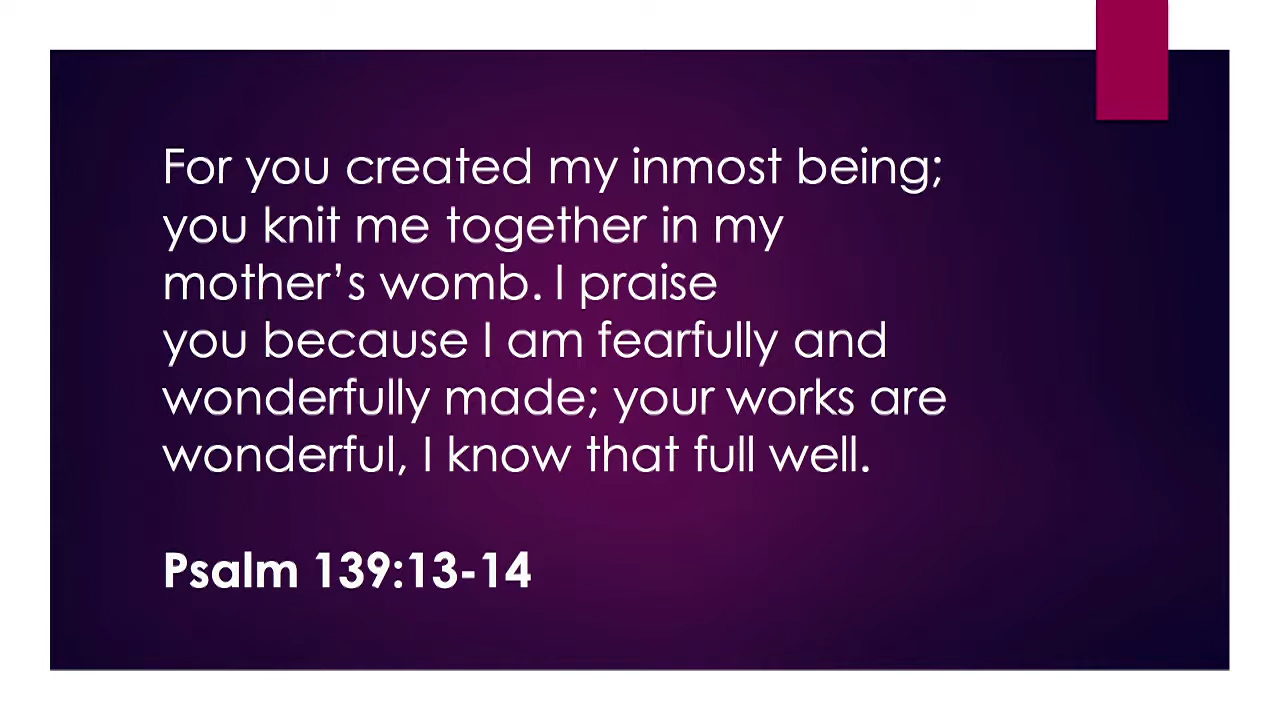 For you created my inmost being;
you knit me together in my
mother’s womb. I praise
you because I am fearfully and
wonderfully made; your works are
wonderful, I know that full well.
Psalm 139:13-14